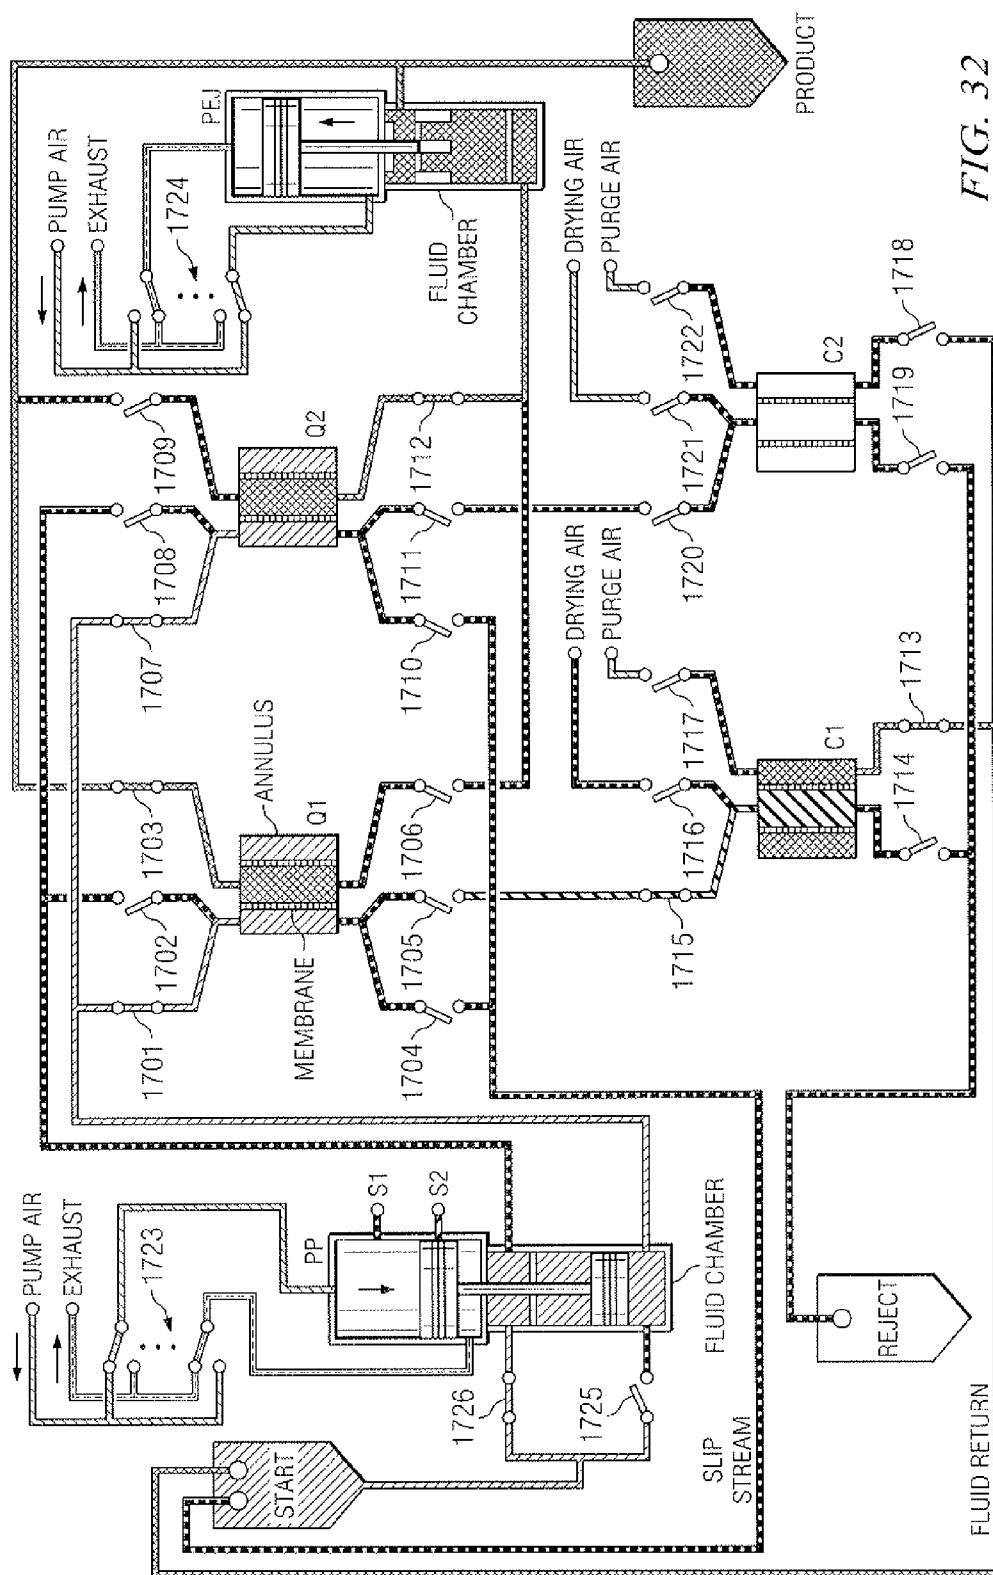 PUMP AIR
EXHAUST
1723
START
PP
S1
S2
1726
1725
FLUID CHAMBER
SLIP
STREAM
REJECT
FLUID RETURN
1701
1702
1703
MEMBRANE
ANNULUS
Q1
1704
1705
1706
1707
1708
1709
Q2
1710
1711
1712
PUMP AIR
EXHAUST
1724
PEJ
FLUID
CHAMBER
PRODUCT
DRYING AIR
PURGE AIR
1715
1716
1717
C1
1714
1713
DRYING AIR
PURGE AIR
1720
1721
1722
C2
1719
1718
FIG. 32